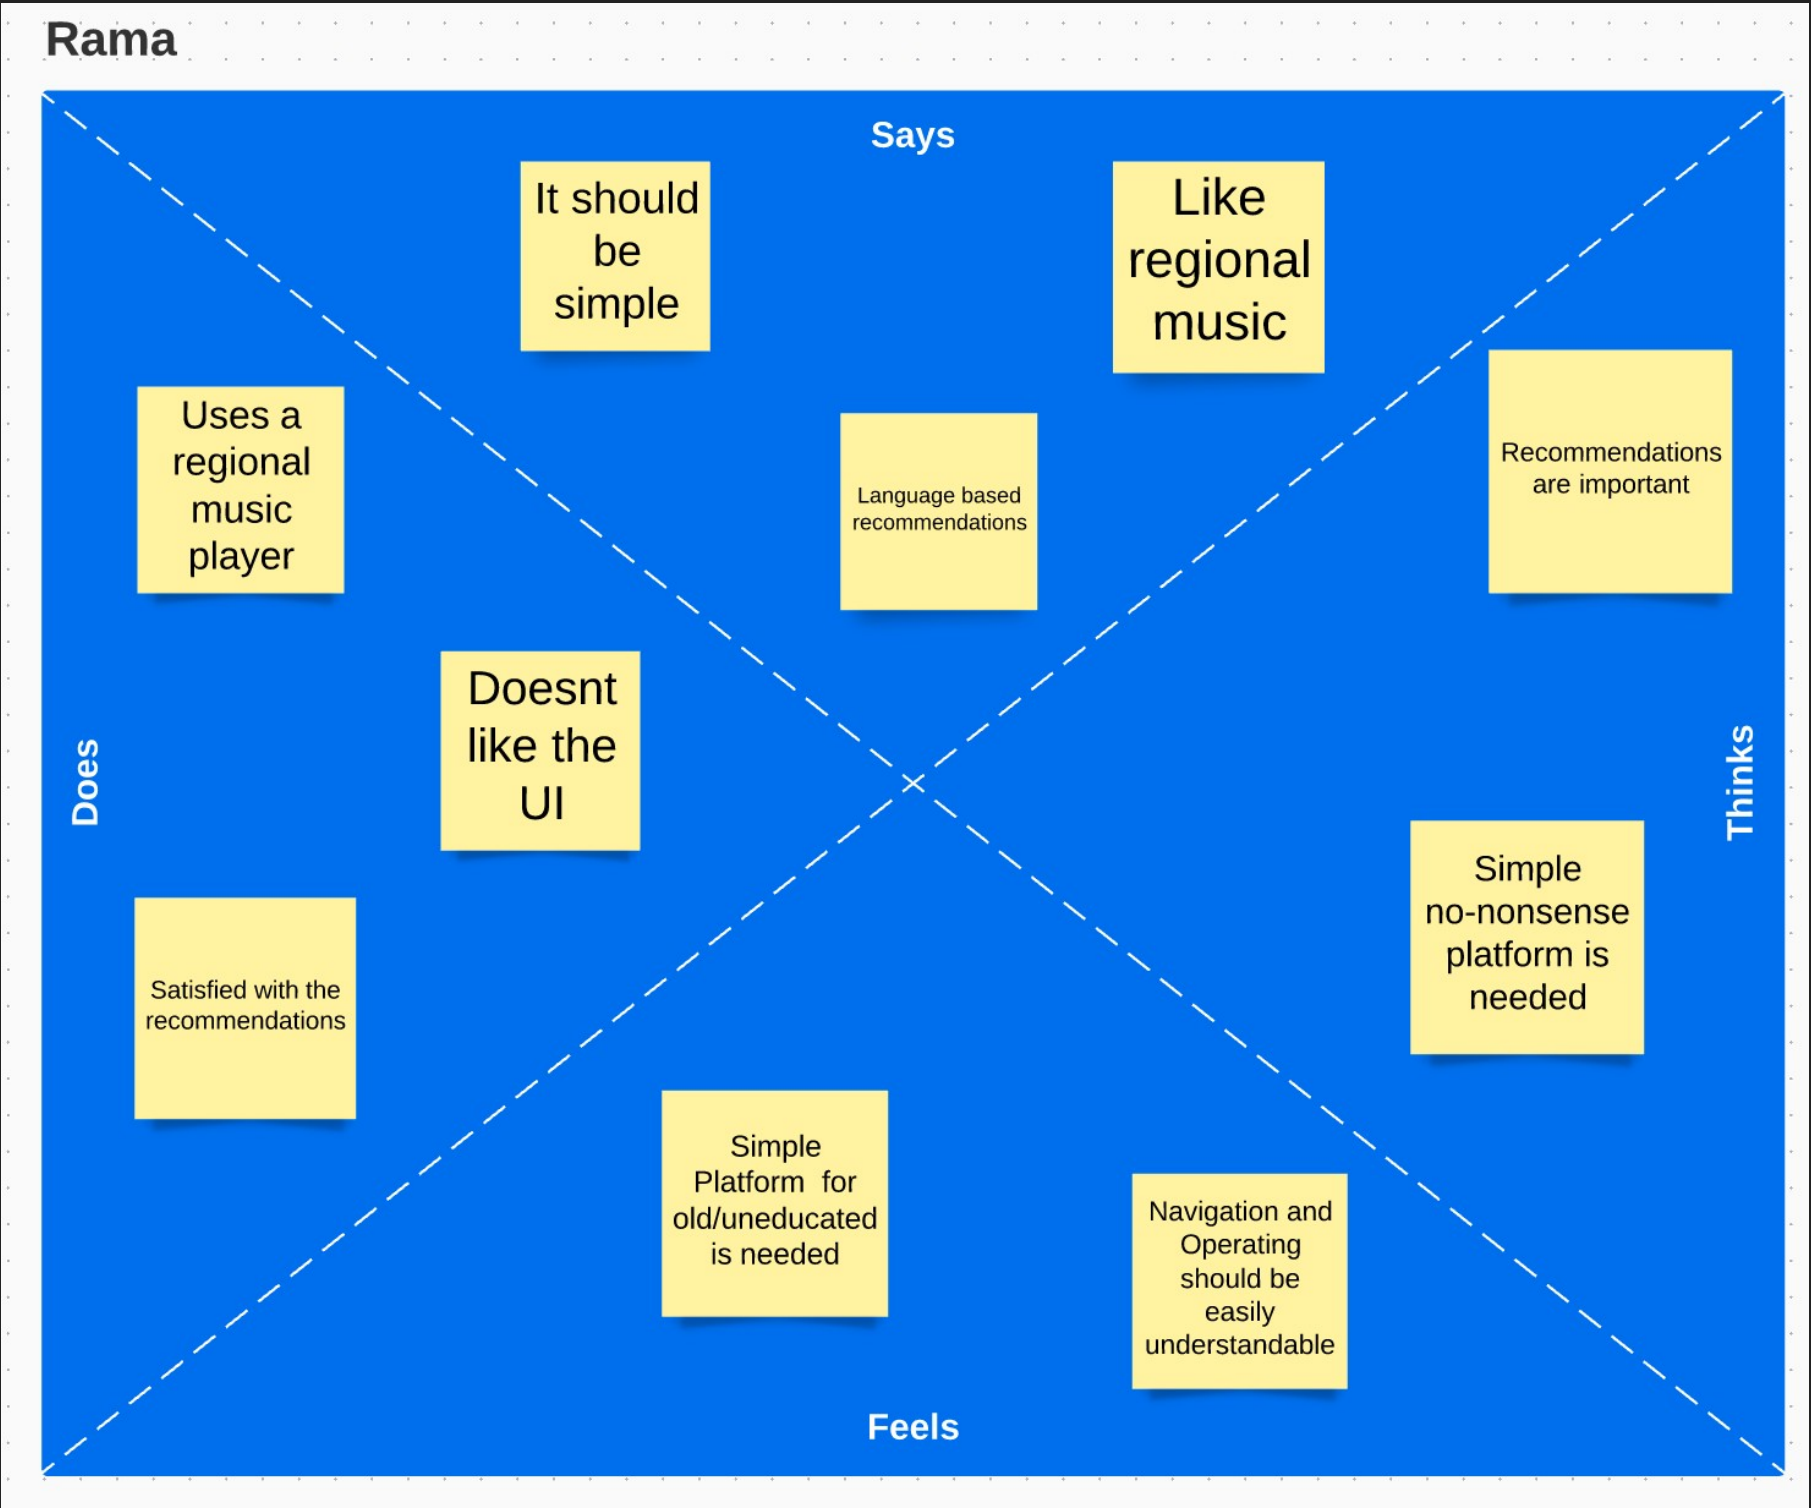 Rama
Says
It should
be
simple
Like
regional
music
Language based
recommendations
Does
Uses a
regional
music
player
Doesnt
like the
UI
Satisfied with the
recommendations
Thinks
Recommendations
are important
Simple
no-nonsense
platform is
needed
Simple
Platform  for
old/uneducated
is needed
Navigation and
Operating
should be
easily
understandable
Feels